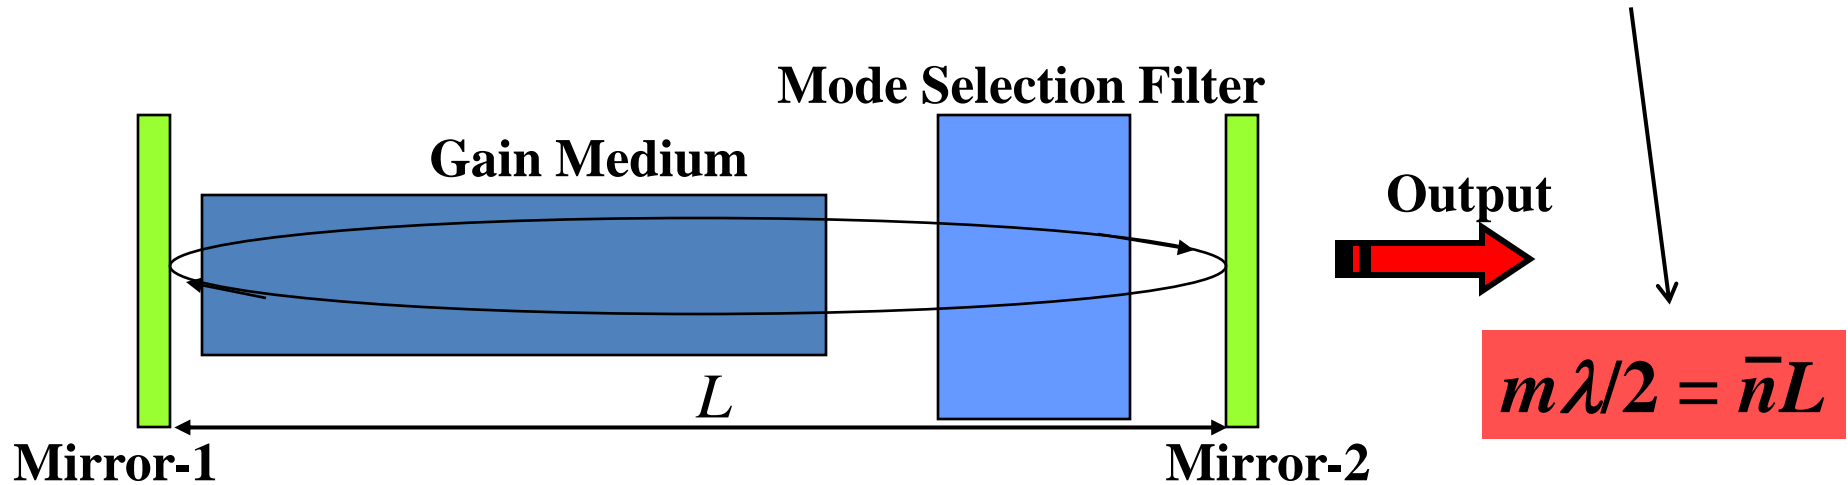 Mode Selection Filter
Gain Medium
Output
mλ/2 = n̅L
L
Mirror-1
Mirror-2